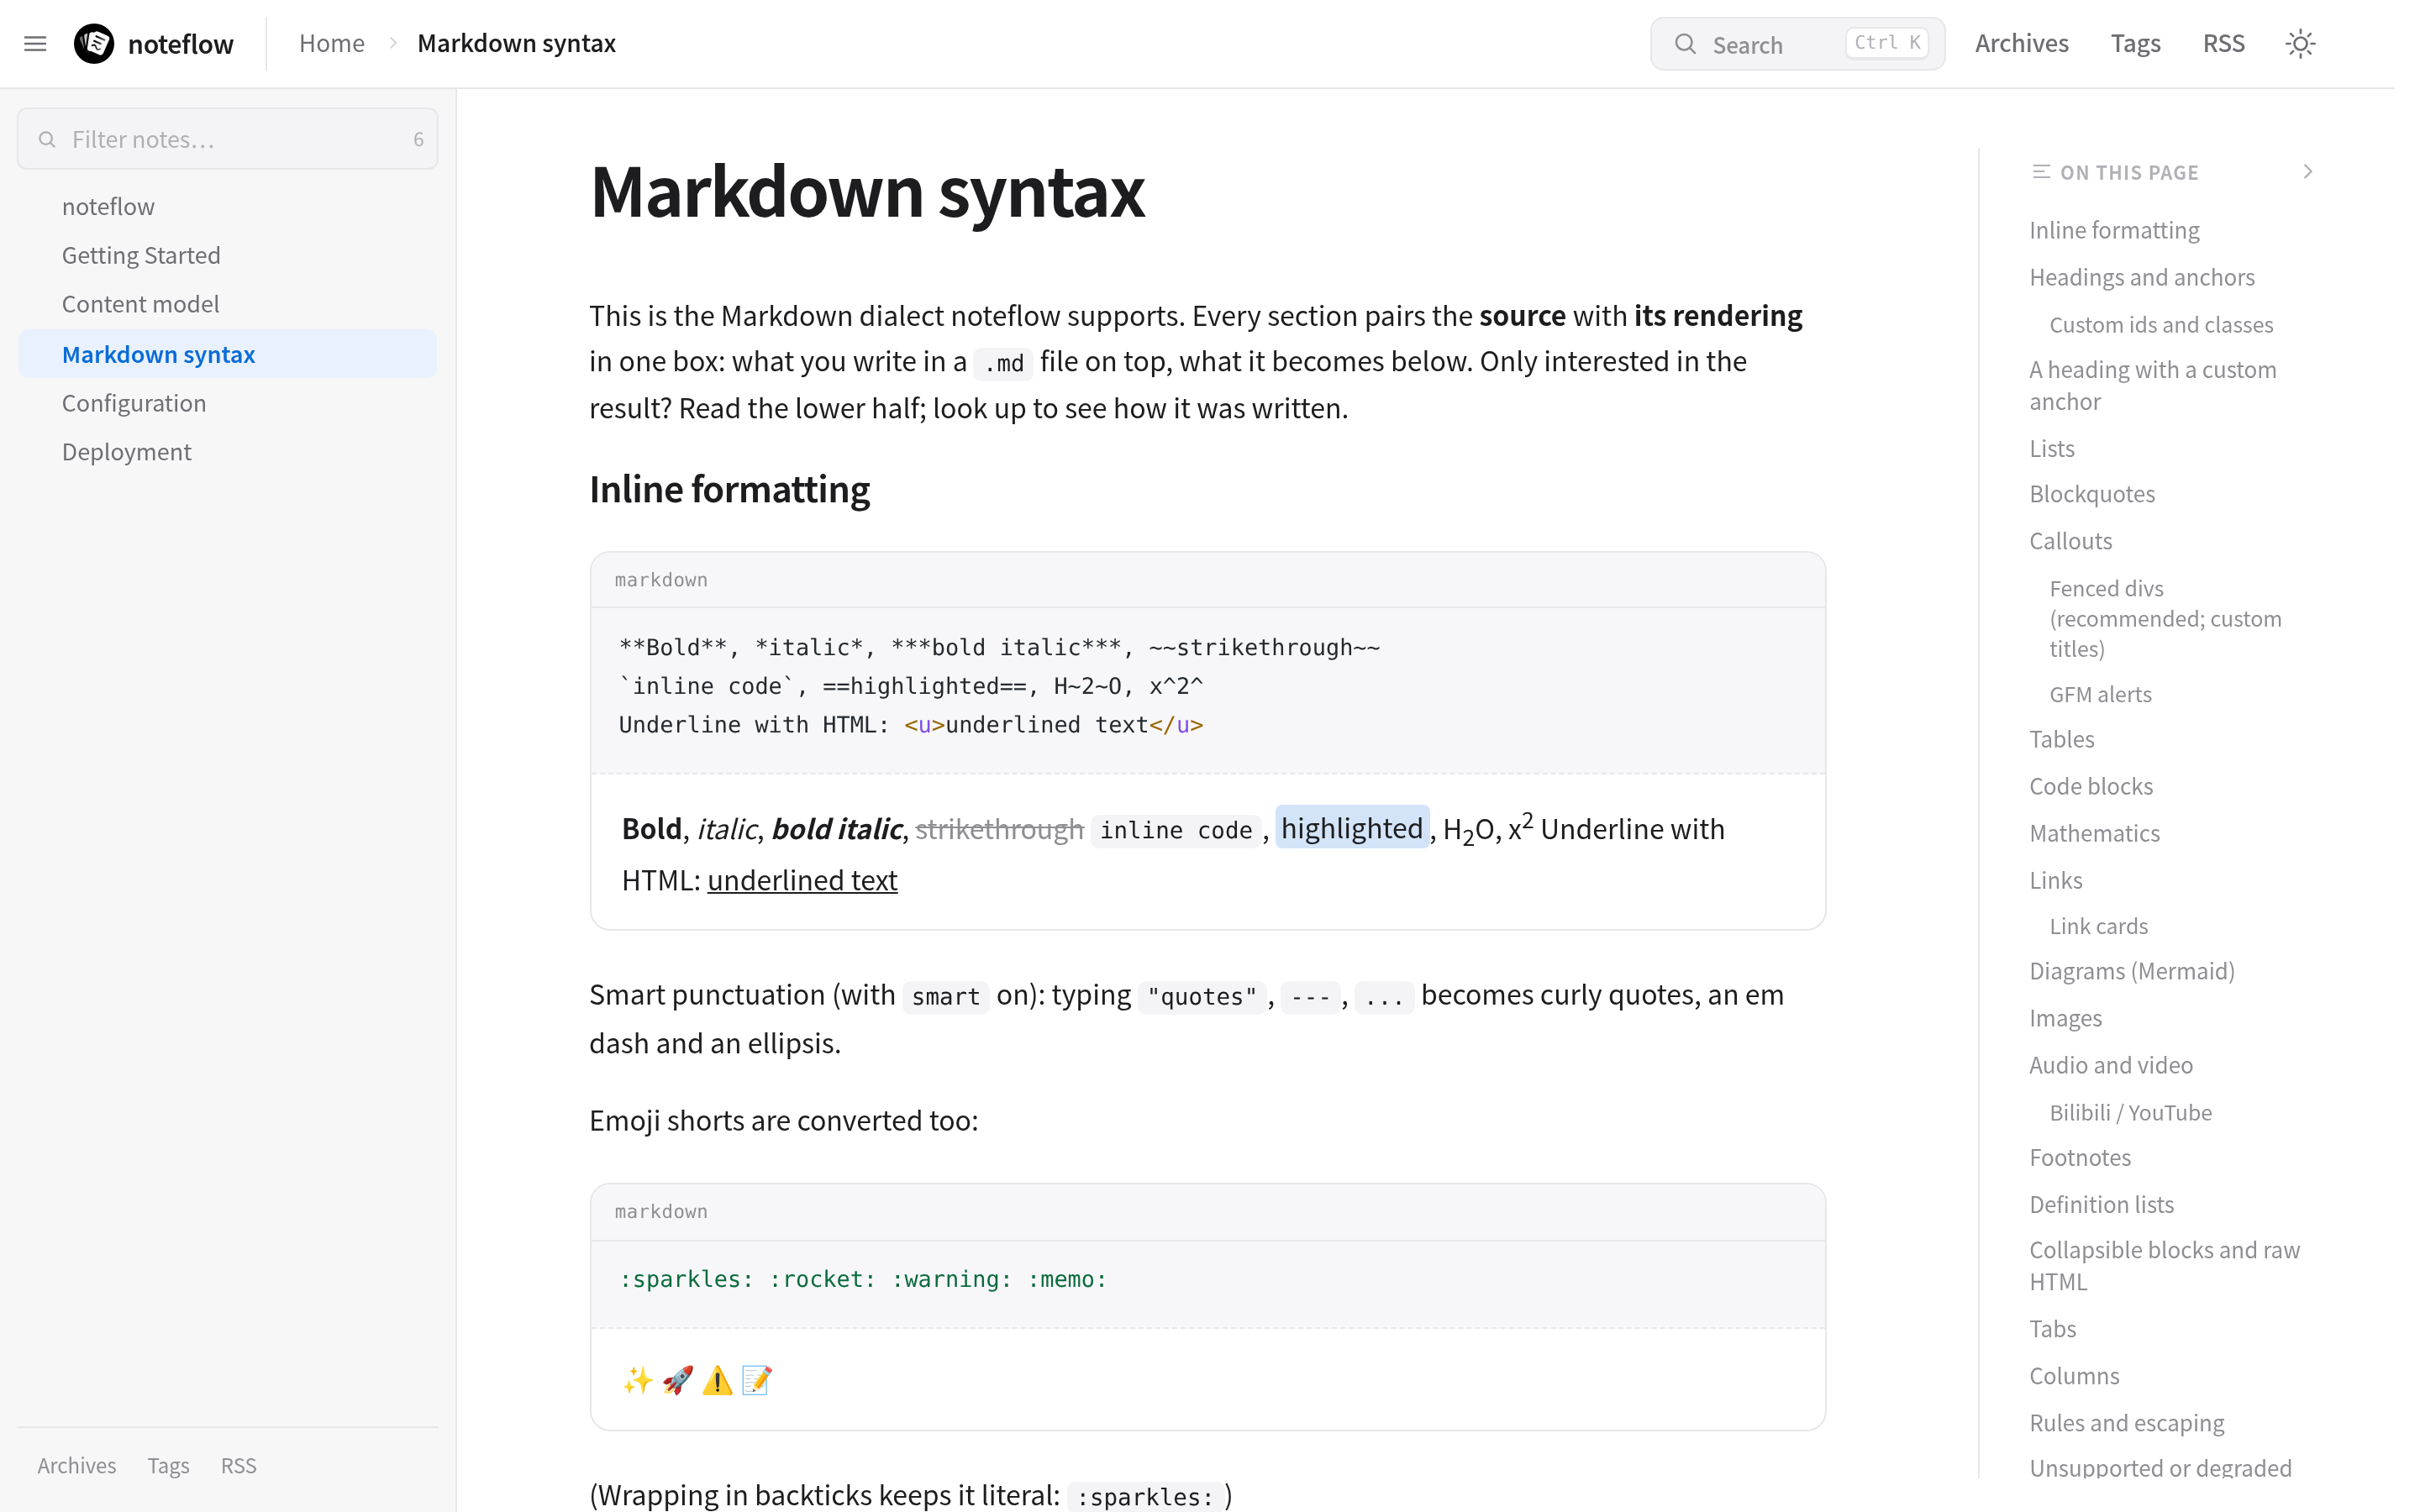 noteflow
Home › Markdown syntax
Search Ctrl K
Archives Tags RSS
Filter notes… 6
noteflow
Getting Started
Content model
Markdown syntax
Configuration
Deployment
Archives Tags RSS
Markdown syntax
This is the Markdown dialect noteflow supports. Every section pairs the source with its rendering
in one box: what you write in a .md file on top, what it becomes below. Only interested in the
result? Read the lower half; look up to see how it was written.
Inline formatting
markdown
**Bold**, *italic*, ***bold italic***, ~~strikethrough~~
`inline code`, ==highlighted==, H~2~O, x^2^
Underline with HTML: <u>underlined text</u>
Bold, italic, bold italic, strikethrough inline code, highlighted, H₂O, x² Underline with
HTML: underlined text
Smart punctuation (with smart on): typing "quotes", ---, ... becomes curly quotes, an em
dash and an ellipsis.
Emoji shorts are converted too:
markdown
:sparkles: :rocket: :warning: :memo:
✨ 🚀 ⚠️ 📝
(Wrapping in backticks keeps it literal: :sparkles:)
ON THIS PAGE
Inline formatting
Headings and anchors
Custom ids and classes
A heading with a custom
anchor
Lists
Blockquotes
Callouts
Fenced divs
(recommended; custom
titles)
GFM alerts
Tables
Code blocks
Mathematics
Links
Link cards
Diagrams (Mermaid)
Images
Audio and video
Bilibili / YouTube
Footnotes
Definition lists
Collapsible blocks and raw
HTML
Tabs
Columns
Rules and escaping
Unsupported or degraded